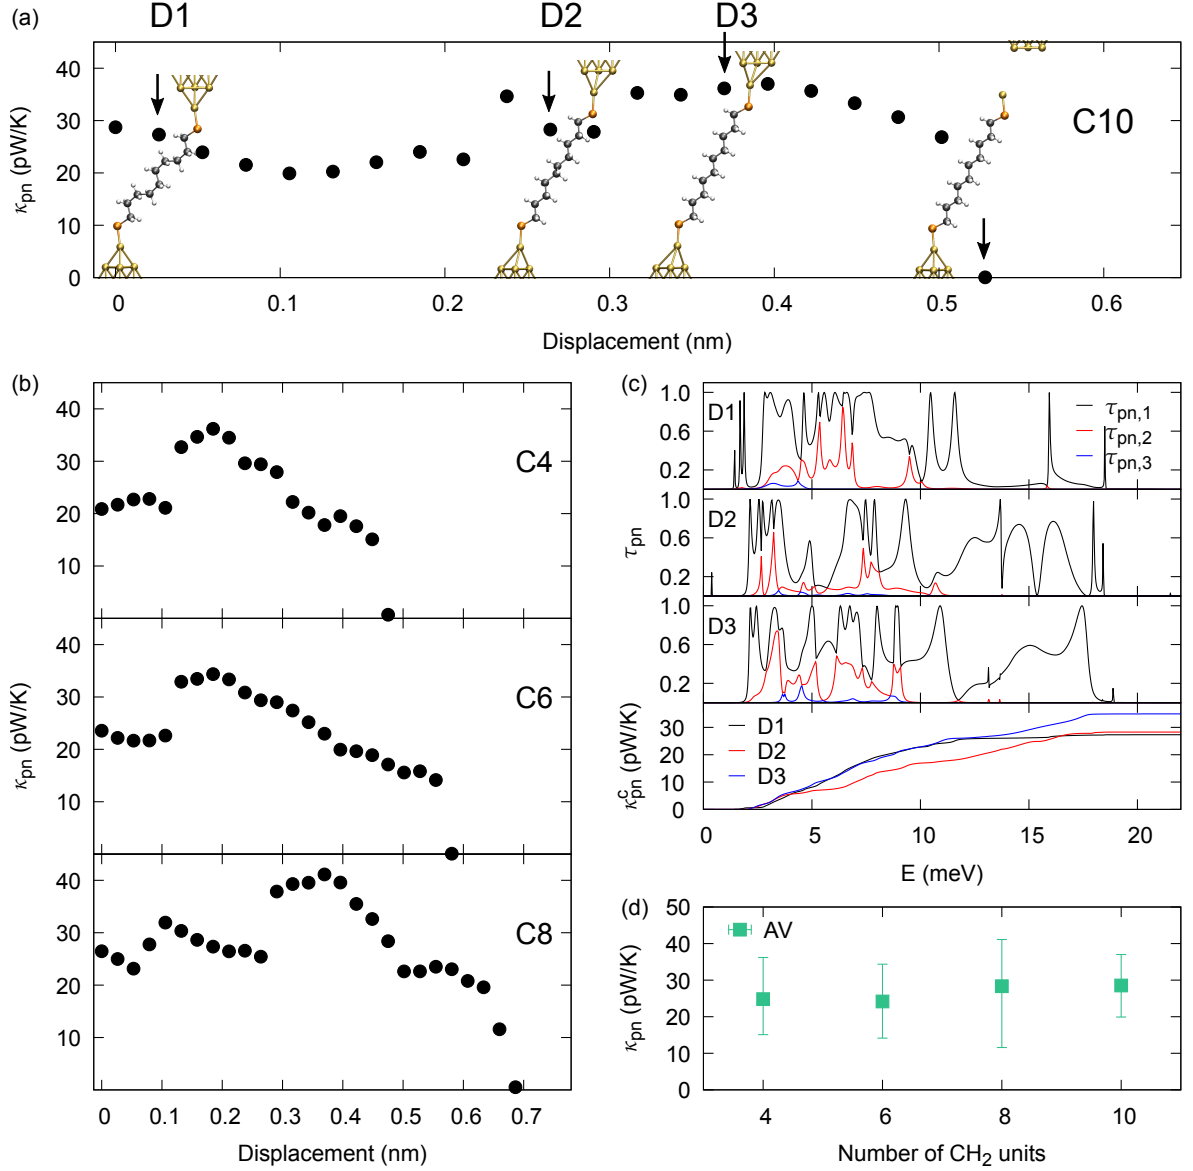 (a) D1 D2 D3
κpn (pW/K)
40
30
20
10
0
C10
0 0.1 0.2 0.3 0.4 0.5 0.6
Displacement (nm)
(b)
40
30
20
10
C4
κpn (pW/K)
40
30
20
10
C6
40
30
20
10
C8
0 0.1 0.2 0.3 0.4 0.5 0.6 0.7
Displacement (nm)
(c)
τpn
1.0
0.6
0.2
D1
τpn,1
τpn,2
τpn,3
1.0
0.6
0.2
D2
1.0
0.6
0.2
D3
κcpn (pW/K)
30
20
10
0
D1
D2
D3
0 5 10 15 20
E (meV)
(d)
κpn (pW/K)
50
40
30
20
10
0
AV
4 6 8 10
Number of CH₂ units